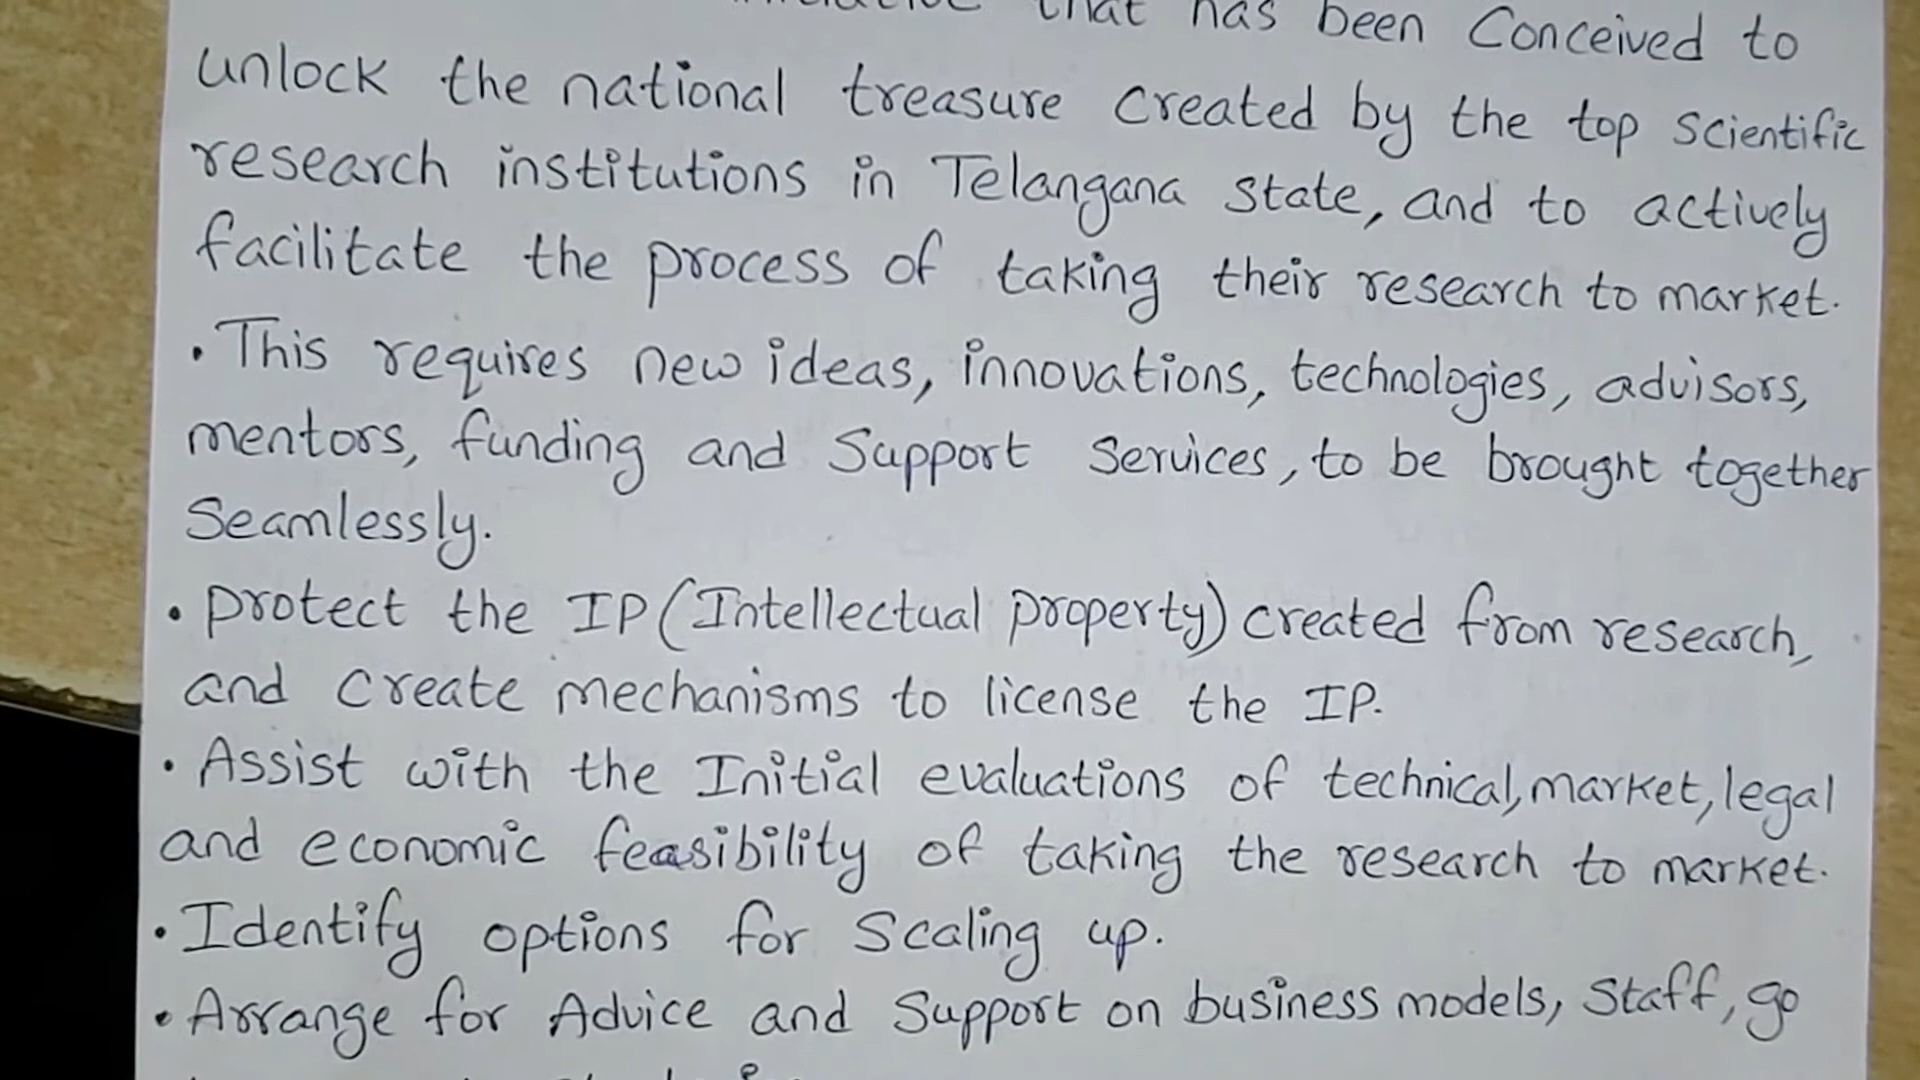 that has been Conceived to
unlock the national treasure created by the top scientific
research institutions in Telangana State, and to actively
facilitate the process of taking their research to market.
• This requires new ideas, innovations, technologies, advisors,
mentors, funding and Support Services, to be brought together
Seamlessly.
• protect the IP (Intellectual property) created from research,
and create mechanisms to license the IP.
• Assist with the Initial evaluations of technical, market, legal
and economic feasibility of taking the research to market.
• Identify options for Scaling up.
• Arrange for Advice and Support on business models, Staff, go